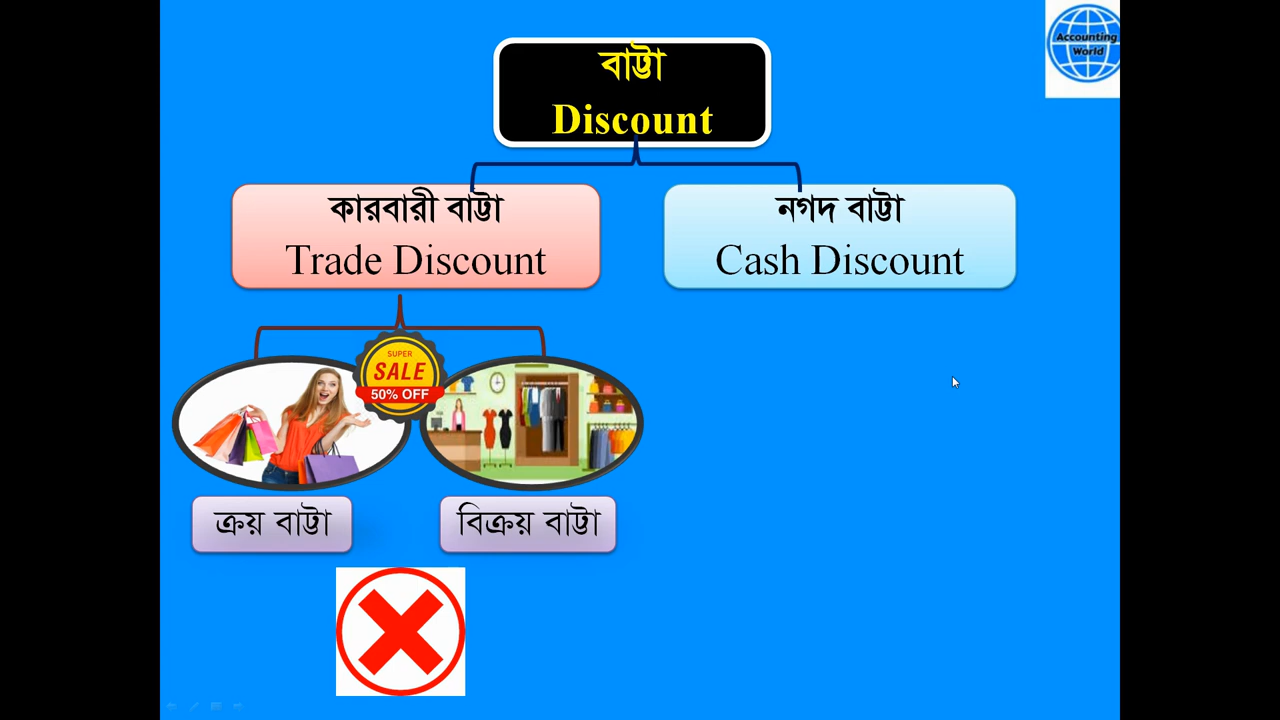 Accounting
World
বাট্টা
Discount
কারবারী বাট্টা
Trade Discount
নগদ বাট্টা
Cash Discount
SUPER
SALE
50% OFF
ক্রয় বাট্টা
বিক্রয় বাট্টা